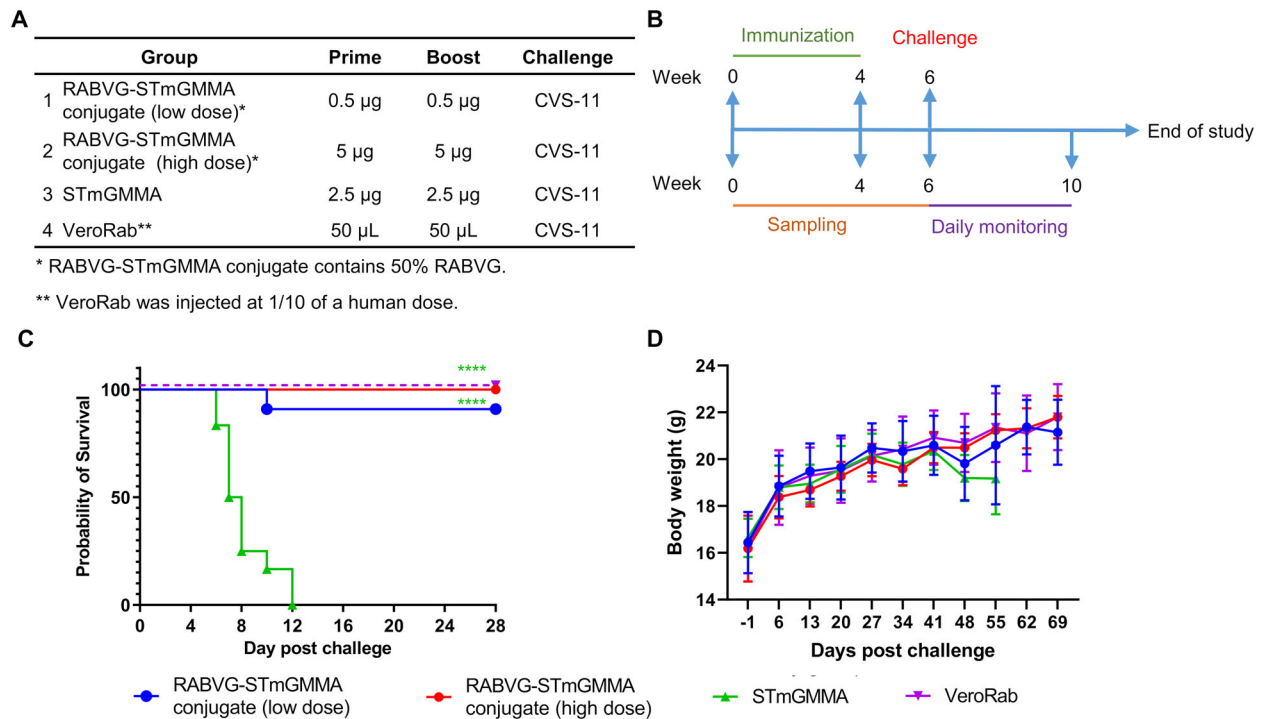 A
Group Prime Boost Challenge
1 RABVG-STmGMMA conjugate (low dose)* 0.5 µg 0.5 µg CVS-11
2 RABVG-STmGMMA conjugate (high dose)* 5 µg 5 µg CVS-11
3 STmGMMA 2.5 µg 2.5 µg CVS-11
4 VeroRab** 50 µL 50 µL CVS-11
* RABVG-STmGMMA conjugate contains 50% RABVG.
** VeroRab was injected at 1/10 of a human dose.
B
Immunization Challenge
Week 0 4 6
End of study
Week 0 4 6 10
Sampling Daily monitoring
C
Probability of Survival
100
50
0
****
****
0 4 8 12 16 20 24 28
Day post challege
D
Body weight (g)
24
22
20
18
16
14
-1 6 13 20 27 34 41 48 55 62 69
Days post challenge
RABVG-STmGMMA
conjugate (low dose)
RABVG-STmGMMA
conjugate (high dose)
STmGMMA
VeroRab